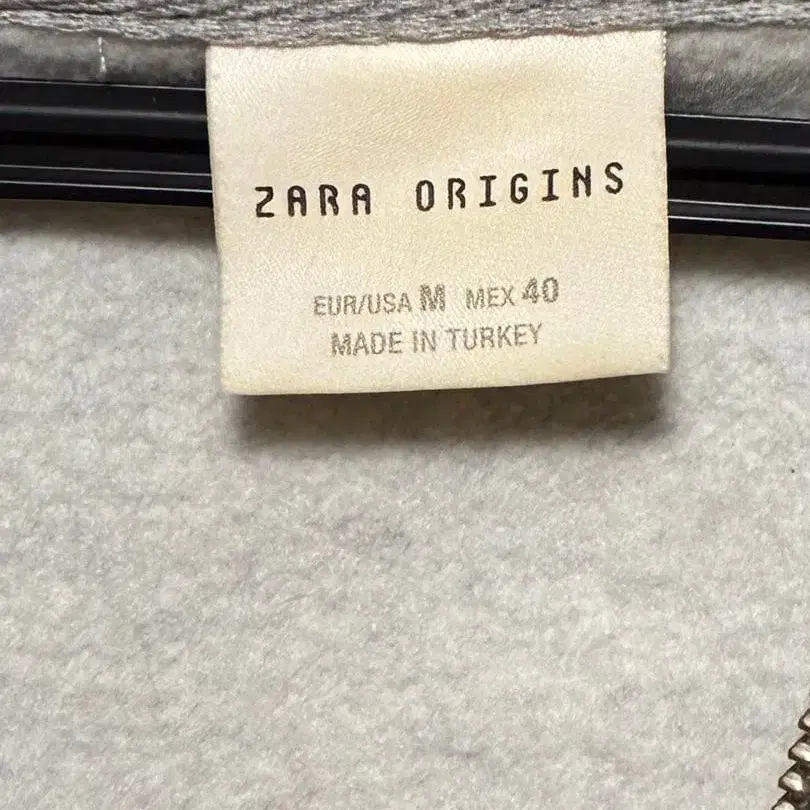 ZARA ORIGINS
EUR/USA M MEX 40
MADE IN TURKEY